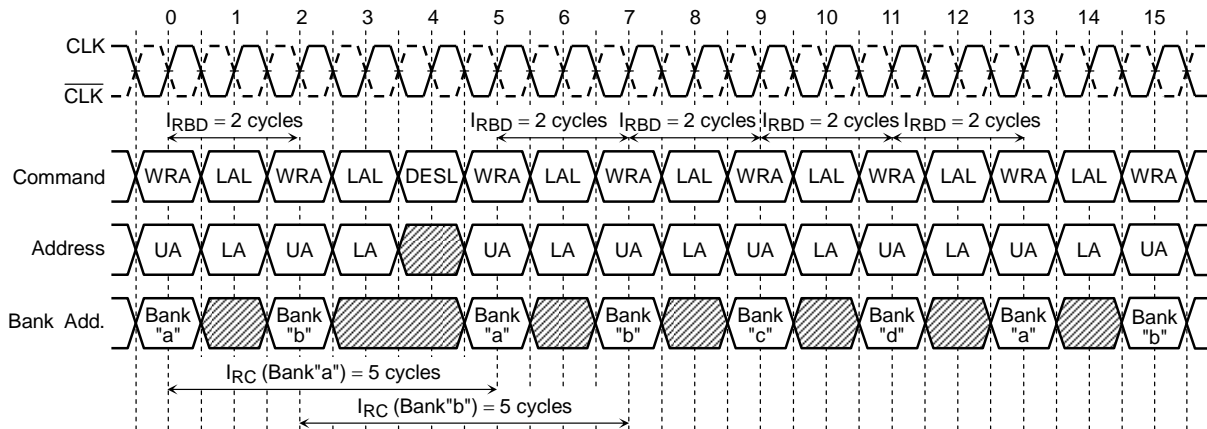 0 1 2 3 4 5 6 7 8 9 10 11 12 13 14 15
CLK
CLK
IRBD = 2 cycles IRBD = 2 cycles IRBD = 2 cycles IRBD = 2 cycles IRBD = 2 cycles
Command WRA LAL WRA LAL DESL WRA LAL WRA LAL WRA LAL WRA LAL WRA LAL WRA
Address UA LA UA LA UA LA UA LA UA LA UA LA UA LA UA
Bank Add. Bank "a" Bank "b" Bank "a" Bank "b" Bank "c" Bank "d" Bank "a" Bank "b"
IRC (Bank"a") = 5 cycles
IRC (Bank"b") = 5 cycles